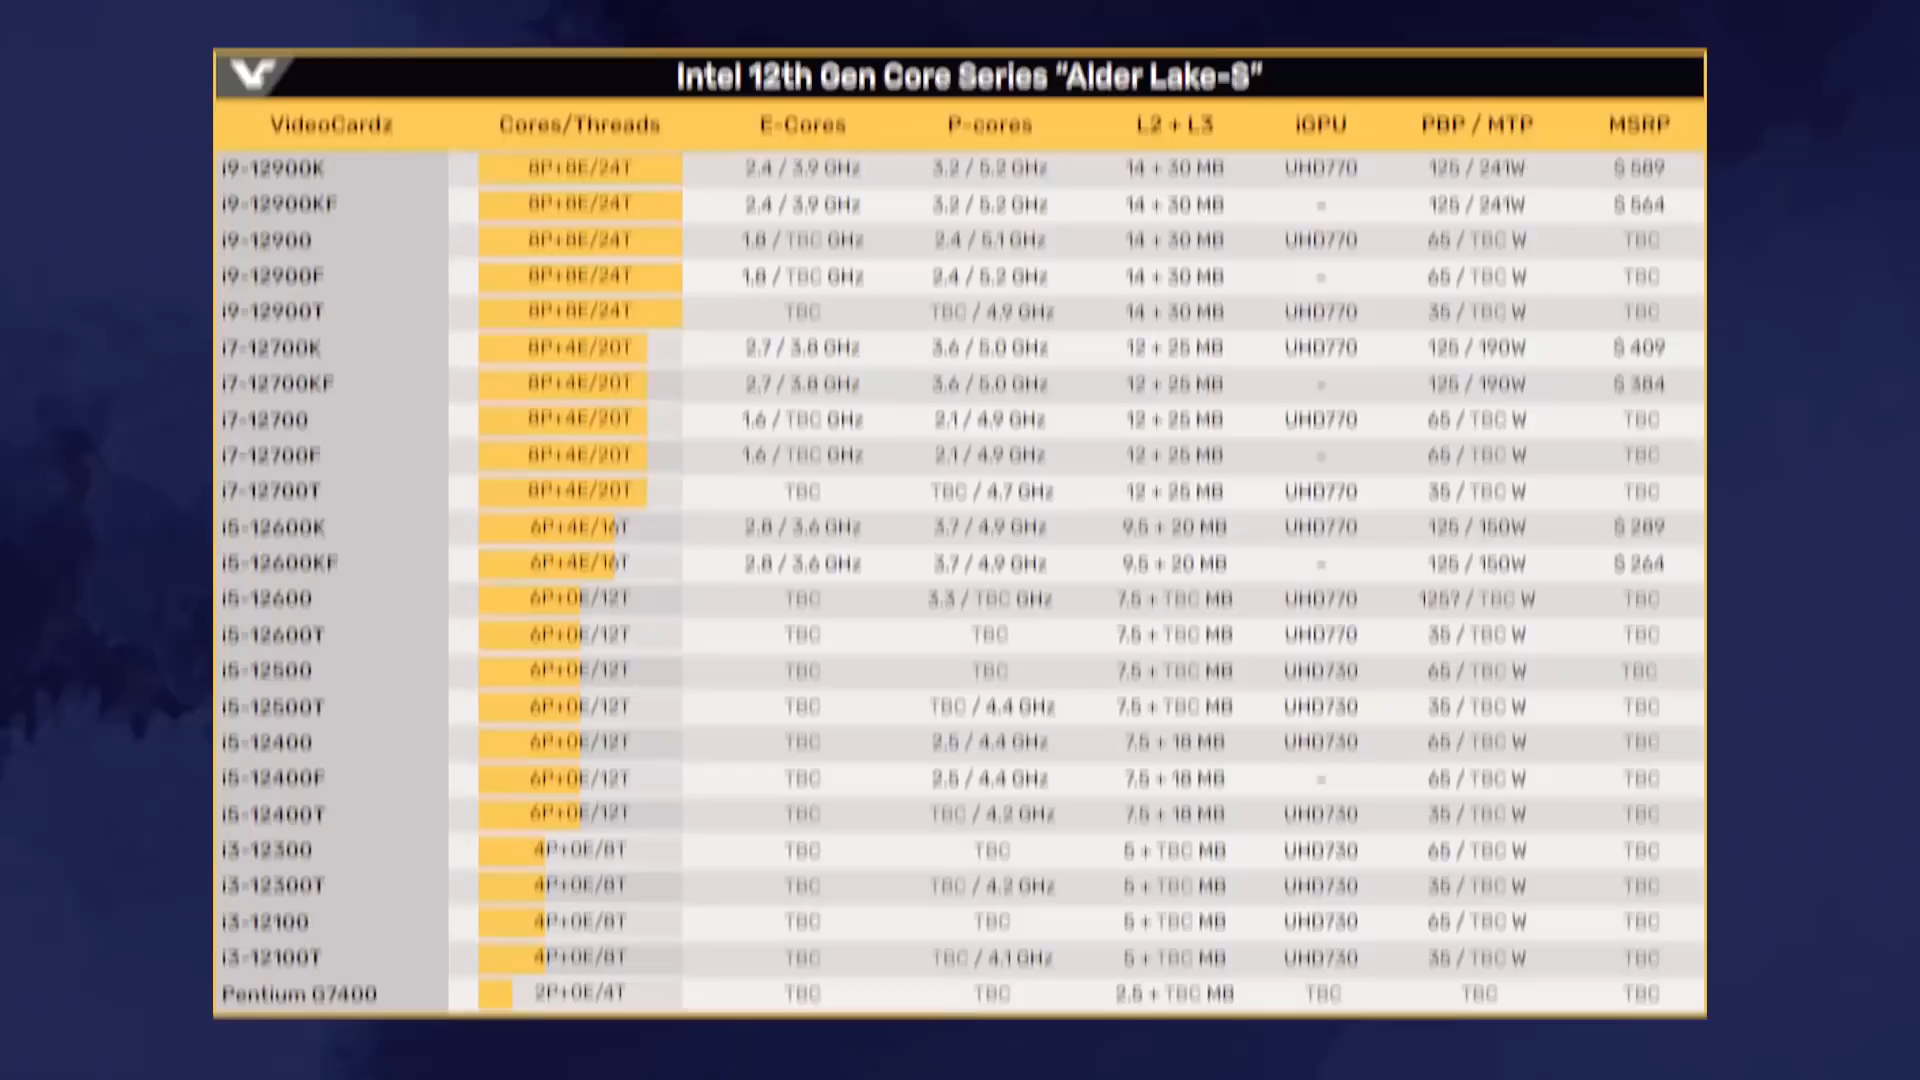 Intel 12th Gen Core Series "Alder Lake-S"
VideoCardz Cores/Threads E-Cores P-cores L2 + L3 iGPU PBP / MTP MSRP
i9-12900K 8P+8E/24T 2.4 / 3.9 GHz 3.2 / 5.2 GHz 14 + 30 MB UHD770 125 / 241W $ 589
i9-12900KF 8P+8E/24T 2.4 / 3.9 GHz 3.2 / 5.2 GHz 14 + 30 MB - 125 / 241W $ 564
i9-12900 8P+8E/24T 1.8 / TBC GHz 2.4 / 5.1 GHz 14 + 30 MB UHD770 65 / TBC W TBC
i9-12900F 8P+8E/24T 1.8 / TBC GHz 2.4 / 5.2 GHz 14 + 30 MB - 65 / TBC W TBC
i9-12900T 8P+8E/24T TBC TBC / 4.9 GHz 14 + 30 MB UHD770 35 / TBC W TBC
i7-12700K 8P+4E/20T 2.7 / 3.8 GHz 3.6 / 5.0 GHz 12 + 25 MB UHD770 125 / 190W $ 409
i7-12700KF 8P+4E/20T 2.7 / 3.8 GHz 3.6 / 5.0 GHz 12 + 25 MB - 125 / 190W $ 384
i7-12700 8P+4E/20T 1.6 / TBC GHz 2.1 / 4.9 GHz 12 + 25 MB UHD770 65 / TBC W TBC
i7-12700F 8P+4E/20T 1.6 / TBC GHz 2.1 / 4.9 GHz 12 + 25 MB - 65 / TBC W TBC
i7-12700T 8P+4E/20T TBC TBC / 4.7 GHz 12 + 25 MB UHD770 35 / TBC W TBC
i5-12600K 6P+4E/16T 2.8 / 3.6 GHz 3.7 / 4.9 GHz 9.5 + 20 MB UHD770 125 / 150W $ 289
i5-12600KF 6P+4E/16T 2.8 / 3.6 GHz 3.7 / 4.9 GHz 9.5 + 20 MB - 125 / 150W $ 264
i5-12600 6P+0E/12T TBC 3.3 / TBC GHz 7.5 + TBC MB UHD770 125? / TBC W TBC
i5-12600T 6P+0E/12T TBC TBC 7.5 + TBC MB UHD770 35 / TBC W TBC
i5-12500 6P+0E/12T TBC TBC 7.5 + TBC MB UHD730 65 / TBC W TBC
i5-12500T 6P+0E/12T TBC TBC / 4.4 GHz 7.5 + TBC MB UHD730 35 / TBC W TBC
i5-12400 6P+0E/12T TBC 2.5 / 4.4 GHz 7.5 + 18 MB UHD730 65 / TBC W TBC
i5-12400F 6P+0E/12T TBC 2.5 / 4.4 GHz 7.5 + 18 MB - 65 / TBC W TBC
i5-12400T 6P+0E/12T TBC TBC / 4.2 GHz 7.5 + 18 MB UHD730 35 / TBC W TBC
i3-12300 4P+0E/8T TBC TBC 5 + TBC MB UHD730 65 / TBC W TBC
i3-12300T 4P+0E/8T TBC TBC / 4.2 GHz 5 + TBC MB UHD730 35 / TBC W TBC
i3-12100 4P+0E/8T TBC TBC 5 + TBC MB UHD730 65 / TBC W TBC
i3-12100T 4P+0E/8T TBC TBC / 4.1 GHz 5 + TBC MB UHD730 35 / TBC W TBC
Pentium G7400 2P+0E/4T TBC TBC 2.5 + TBC MB TBC TBC TBC